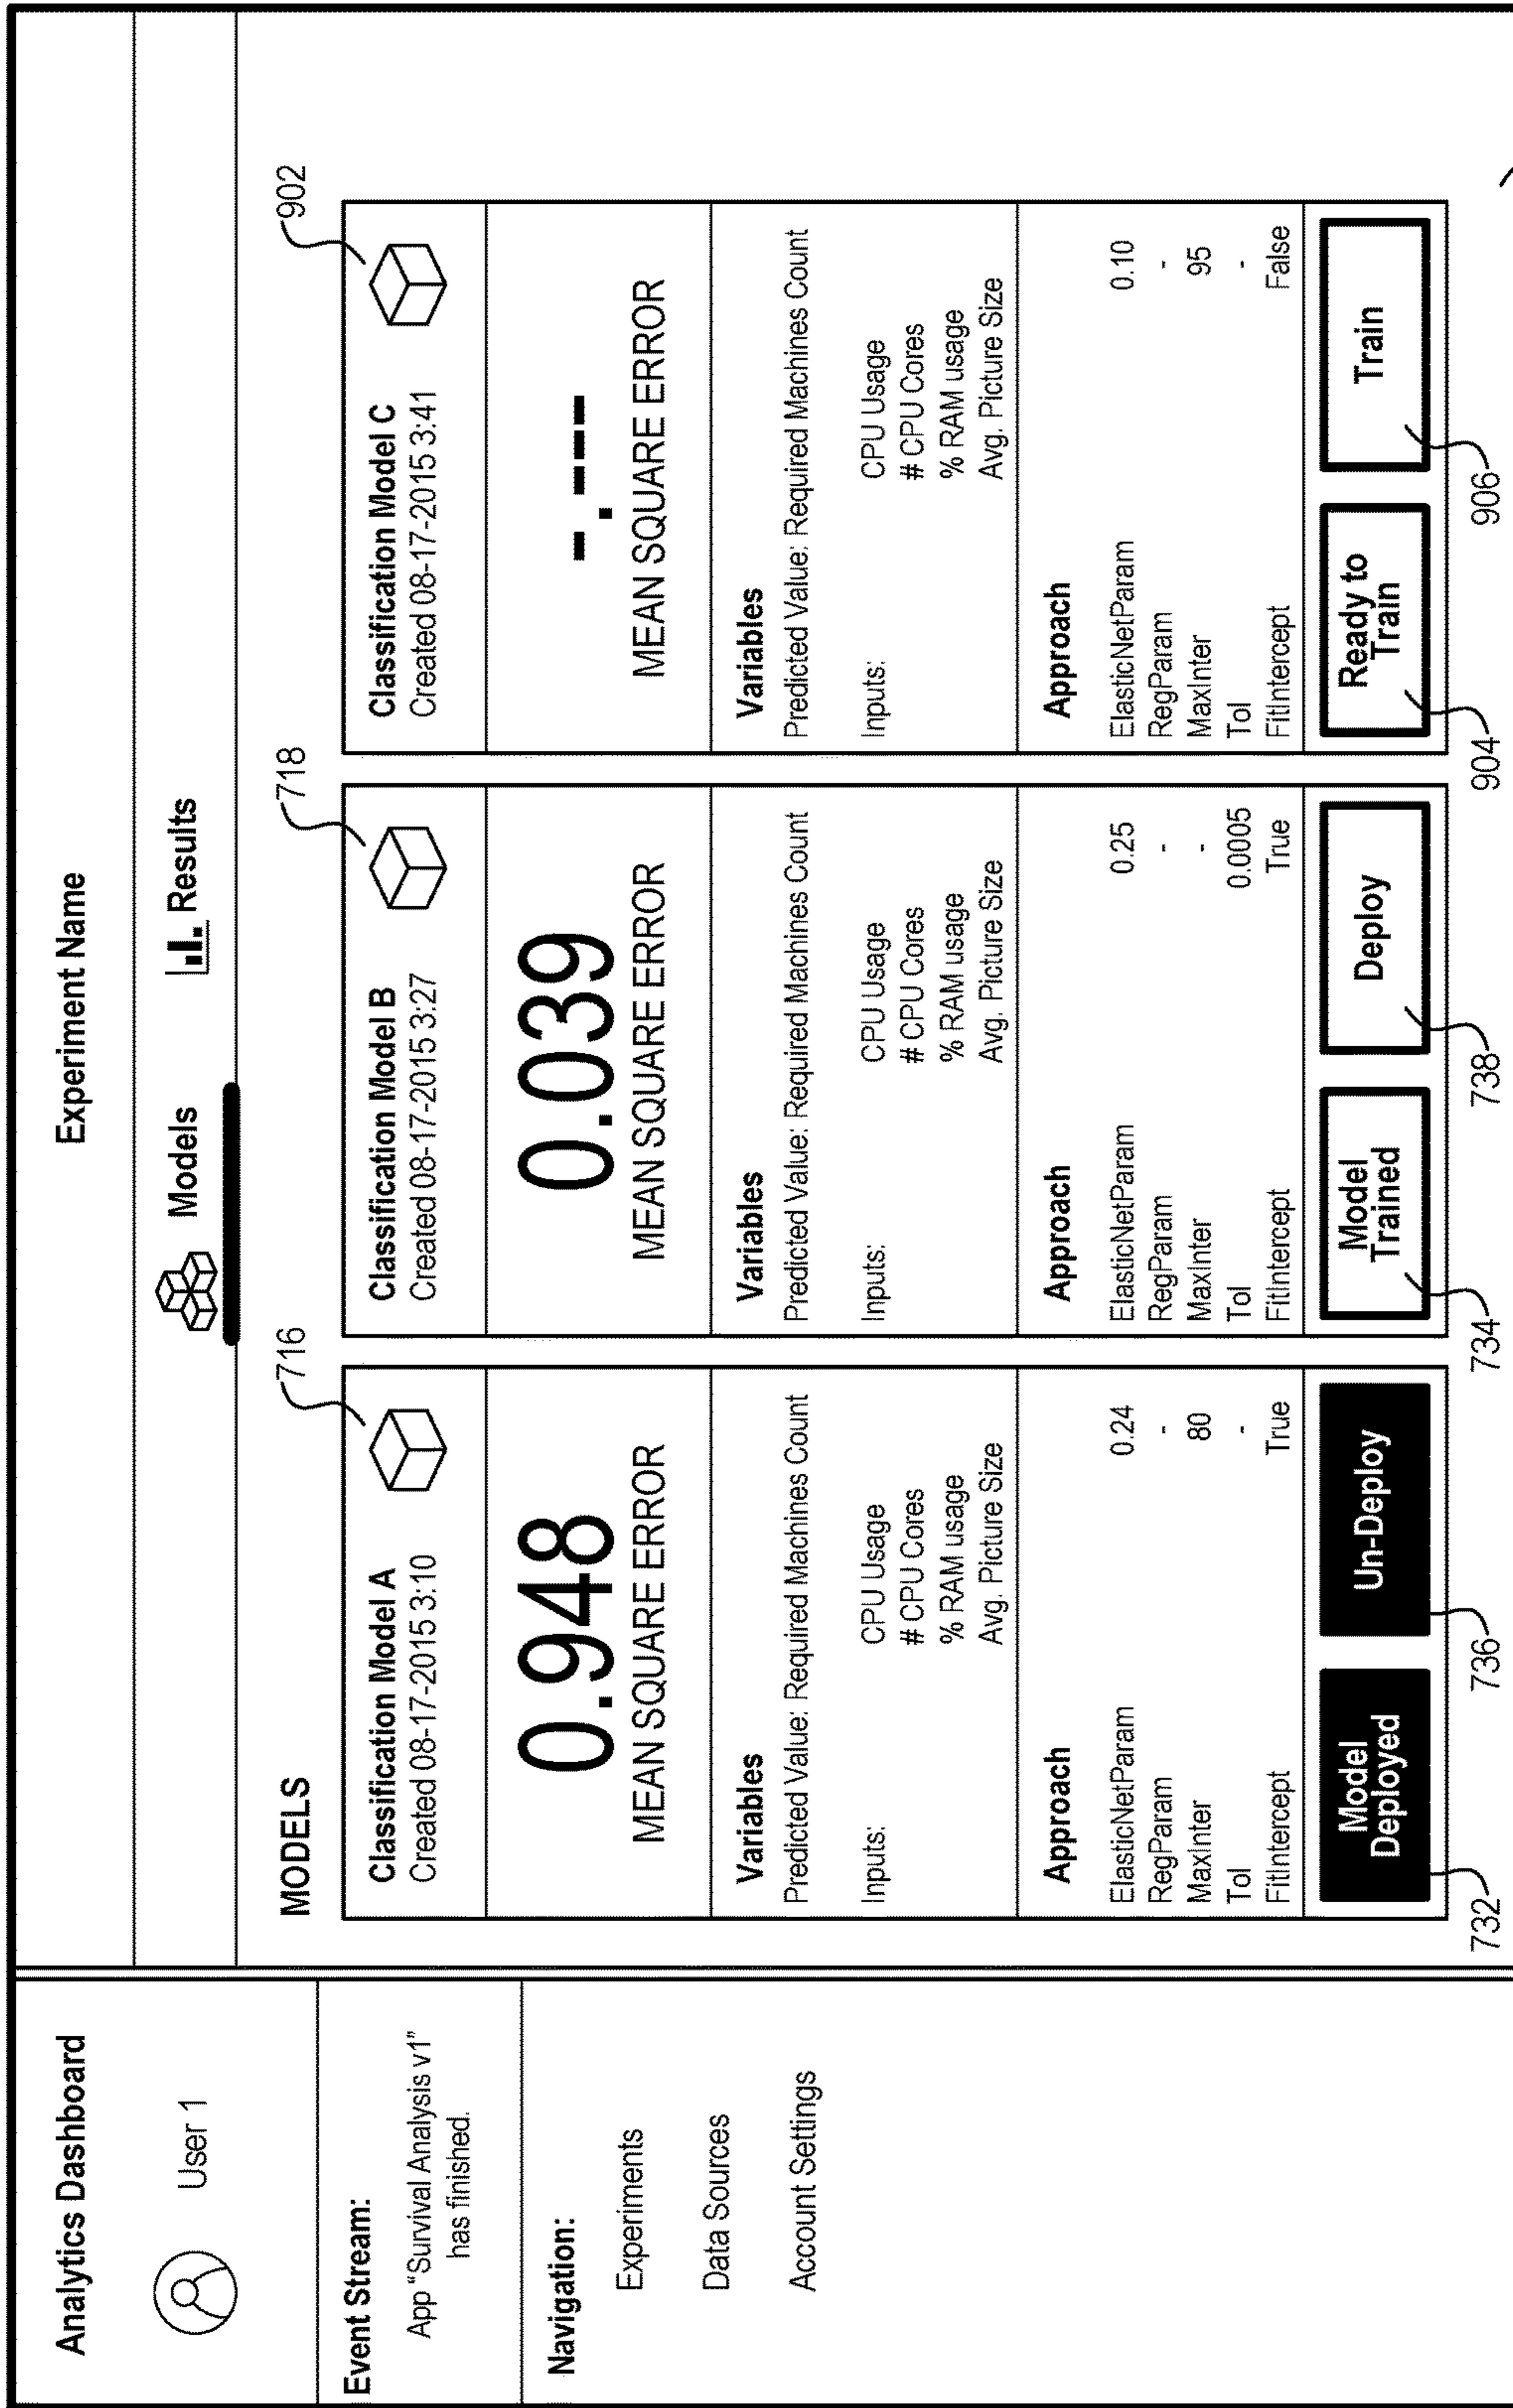 Analytics Dashboard
User 1
Event Stream:
App “Survival Analysis v1”
has finished.
Navigation:
Experiments
Data Sources
Account Settings
Experiment Name
Models
Results
MODELS
716
Classification Model A
Created 08-17-2015 3:10
0.948
MEAN SQUARE ERROR
Variables
Predicted Value: Required Machines Count
Inputs: CPU Usage
# CPU Cores
% RAM usage
Avg. Picture Size
Approach
ElasticNetParam 0.24
RegParam -
MaxInter 80
Tol -
FitIntercept True
Model
Deployed
Un-Deploy
732
736
718
Classification Model B
Created 08-17-2015 3:27
0.039
MEAN SQUARE ERROR
Variables
Predicted Value: Required Machines Count
Inputs: CPU Usage
# CPU Cores
% RAM usage
Avg. Picture Size
Approach
ElasticNetParam 0.25
RegParam -
MaxInter -
Tol 0.0005
FitIntercept True
Model
Trained
Deploy
734
738
902
Classification Model C
Created 08-17-2015 3:41
-.---
MEAN SQUARE ERROR
Variables
Predicted Value: Required Machines Count
Inputs: CPU Usage
# CPU Cores
% RAM usage
Avg. Picture Size
Approach
ElasticNetParam 0.10
RegParam -
MaxInter 95
Tol -
FitIntercept False
Ready to
Train
Train
904
906